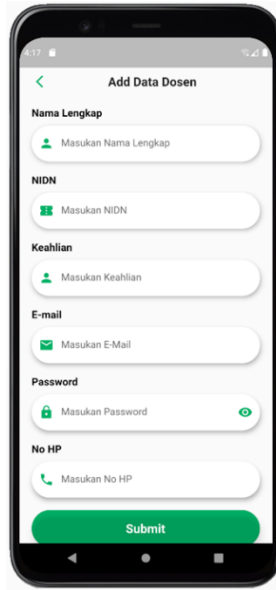 4:17
Add Data Dosen
Nama Lengkap
Masukan Nama Lengkap
NIDN
Masukan NIDN
Keahlian
Masukan Keahlian
E-mail
Masukan E-Mail
Password
Masukan Password
No HP
Masukan No HP
Submit